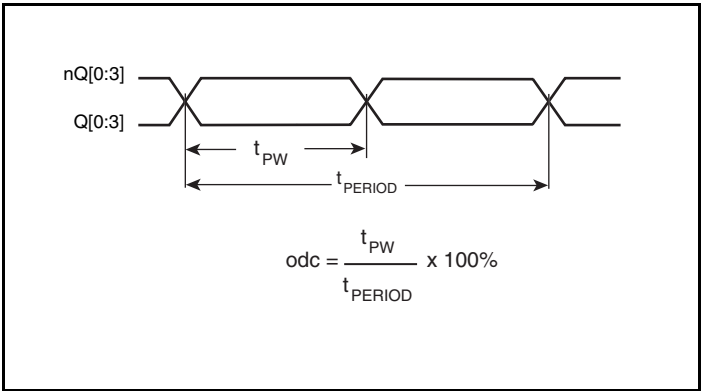 nQ[0:3]
Q[0:3]
tPW
tPERIOD
odc = tPW / tPERIOD x 100%